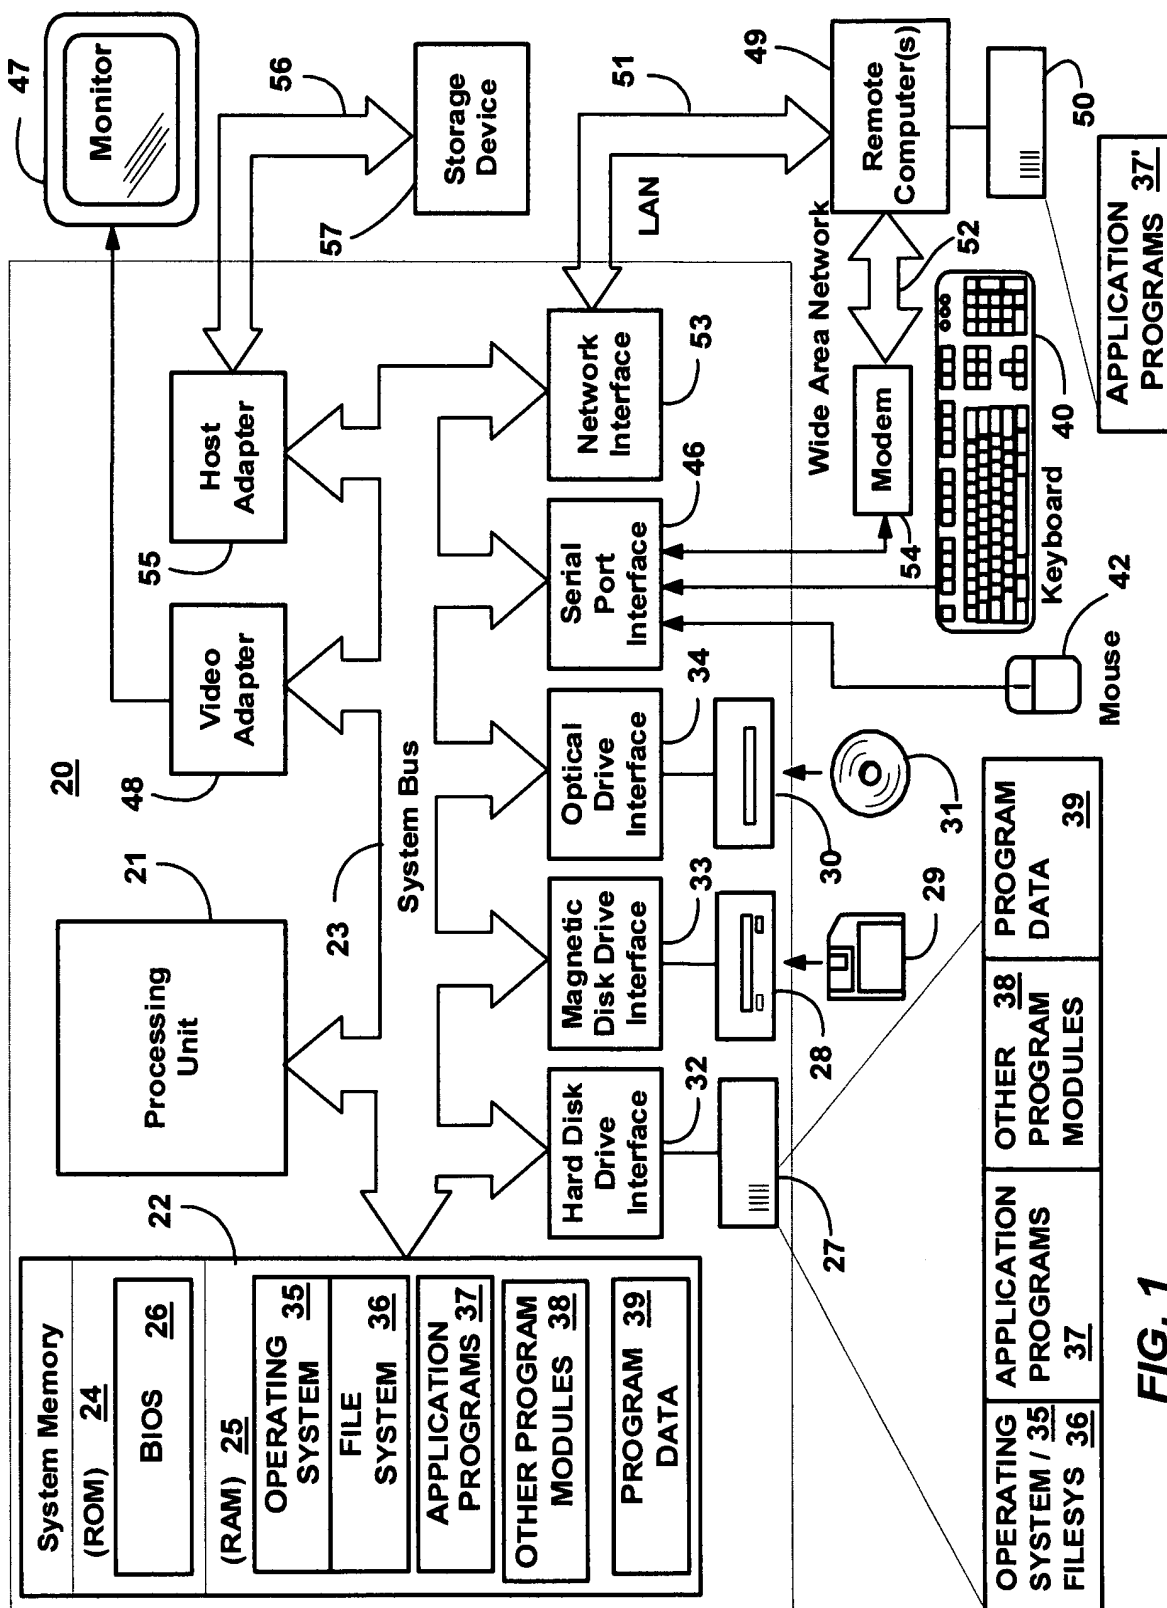 System Memory
(ROM) 24
BIOS 26
(RAM) 25
OPERATING
SYSTEM 35
FILE
SYSTEM 36
APPLICATION
PROGRAMS 37
OTHER PROGRAM
MODULES 38
PROGRAM 39
DATA
22
Processing
Unit
21
20
Video
Adapter
48
Host
Adapter
55
Monitor
47
56
Storage
Device
57
23
System Bus
Hard Disk
Drive
Interface
32
Magnetic
Disk Drive
Interface
33
Optical
Drive
Interface
34
Serial
Port
Interface
46
Network
Interface
53
LAN
51
27
28
29
30
31
Wide Area Network
Modem
54
52
Remote
Computer(s)
49
50
Keyboard
40
Mouse
42
OPERATING
SYSTEM / 35
FILESYS 36
APPLICATION
PROGRAMS
37
OTHER 38
PROGRAM
MODULES
PROGRAM
DATA
39
APPLICATION
PROGRAMS 37'
FIG. 1